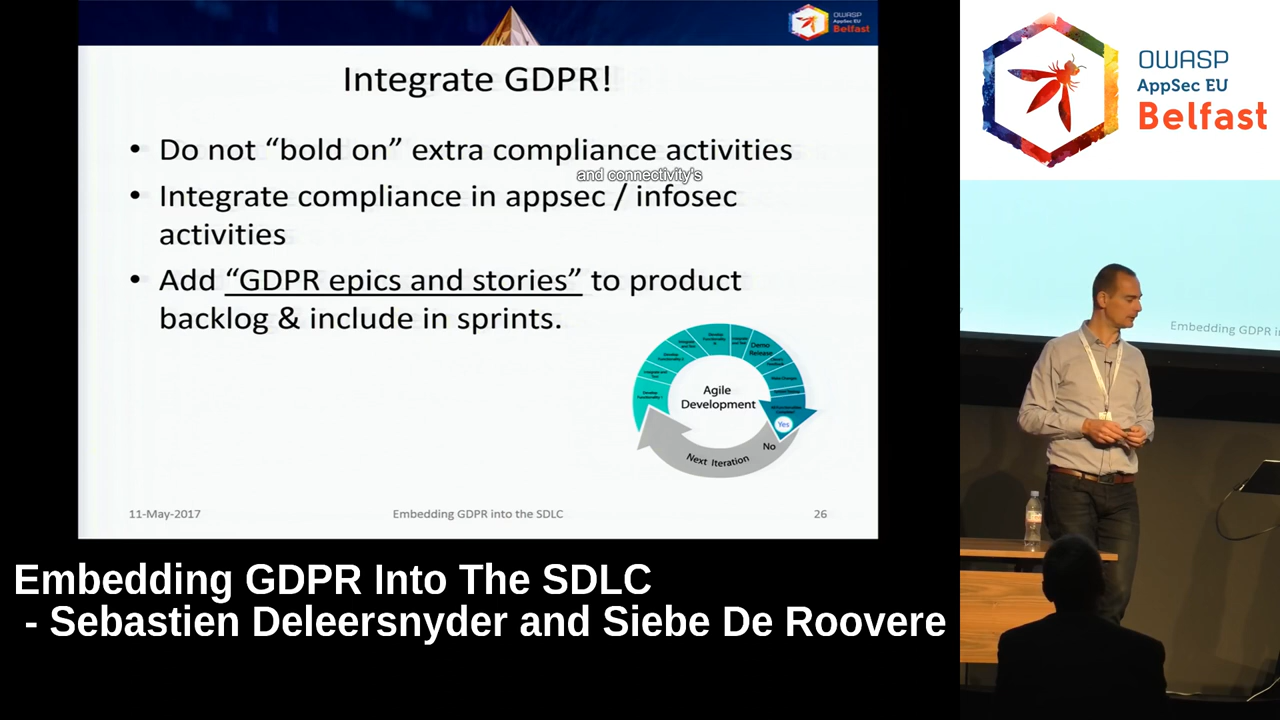 OWASP
AppSec EU
Belfast
Integrate GDPR!
• Do not “bold on” extra compliance activities
and connectivity's
• Integrate compliance in appsec / infosec
activities
• Add “GDPR epics and stories” to product
backlog & include in sprints.
Demo
Release
Agile
Development
Yes
No
Next Iteration
11-May-2017
Embedding GDPR into the SDLC
26
Embedding GDPR Into The SDLC
- Sebastien Deleersnyder and Siebe De Roovere
OWASP
AppSec EU
Belfast
Embedding GDPR in